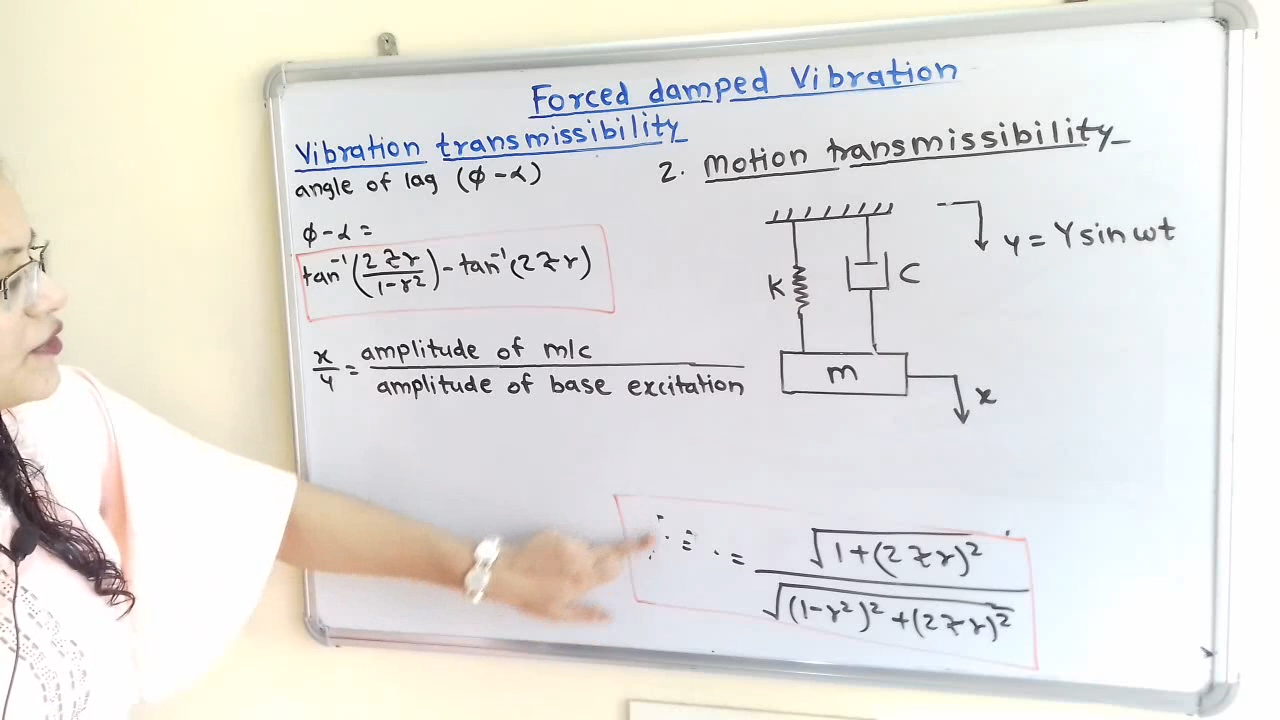 Forced damped Vibration
Vibration transmissibility
angle of lag (ϕ-α)
ϕ-α =
tan⁻¹(2ζr/1-r²) - tan⁻¹(2ζr)
x/y = amplitude of m/c / amplitude of base excitation
2. Motion transmissibility
y = Y sin ωt
K
C
m
x
= √1+(2ζr)² / √(1-r²)²+(2ζr)²